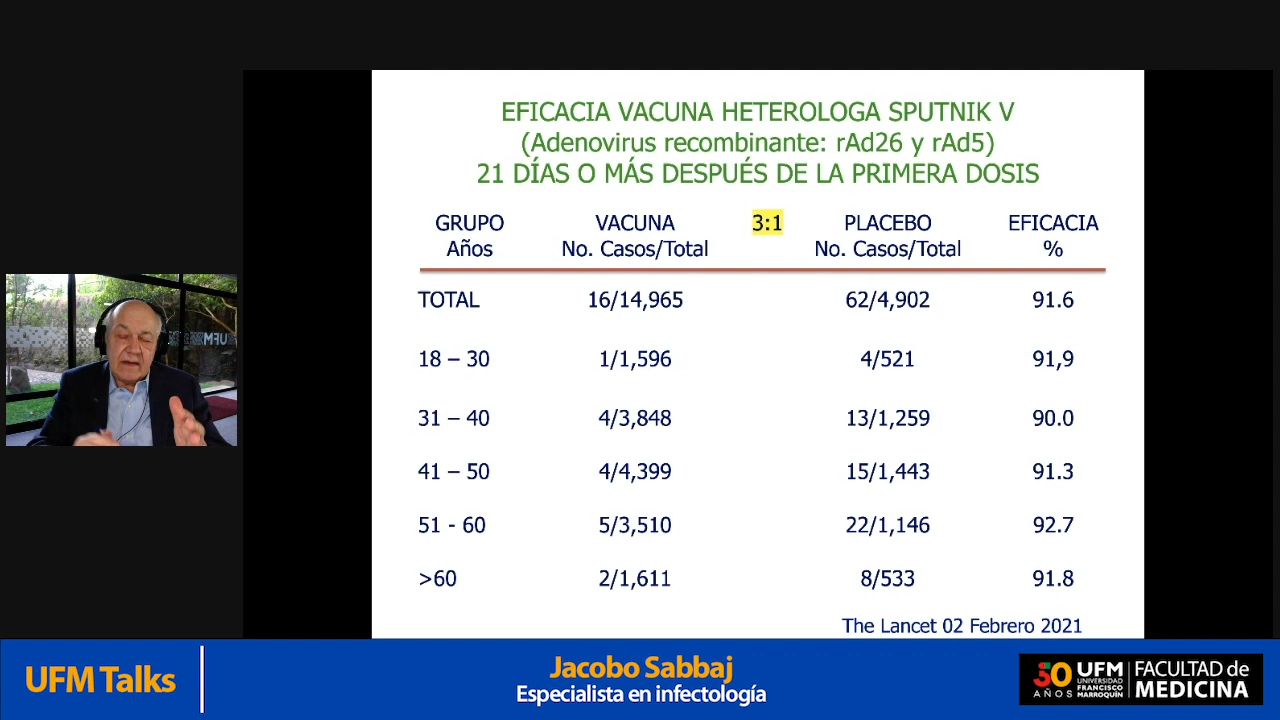 EFICACIA VACUNA HETEROLOGA SPUTNIK V
(Adenovirus recombinante: rAd26 y rAd5)
21 DÍAS O MÁS DESPUÉS DE LA PRIMERA DOSIS
GRUPO VACUNA 3:1 PLACEBO EFICACIA
Años No. Casos/Total No. Casos/Total %
TOTAL 16/14,965 62/4,902 91.6
18 – 30 1/1,596 4/521 91,9
31 – 40 4/3,848 13/1,259 90.0
41 – 50 4/4,399 15/1,443 91.3
51 - 60 5/3,510 22/1,146 92.7
>60 2/1,611 8/533 91.8
The Lancet 02 Febrero 2021
UFM
UFM Talks
Jacobo Sabbaj
Especialista en infectología
50 AÑOS
UFM
UNIVERSIDAD
FRANCISCO
MARROQUÍN
FACULTAD de
MEDICINA